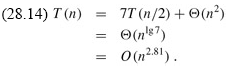 (28.14) T(n) = 7T(n/2) + Θ(n²)
= Θ(n^{lg 7})
= O(n^{2.81}) .